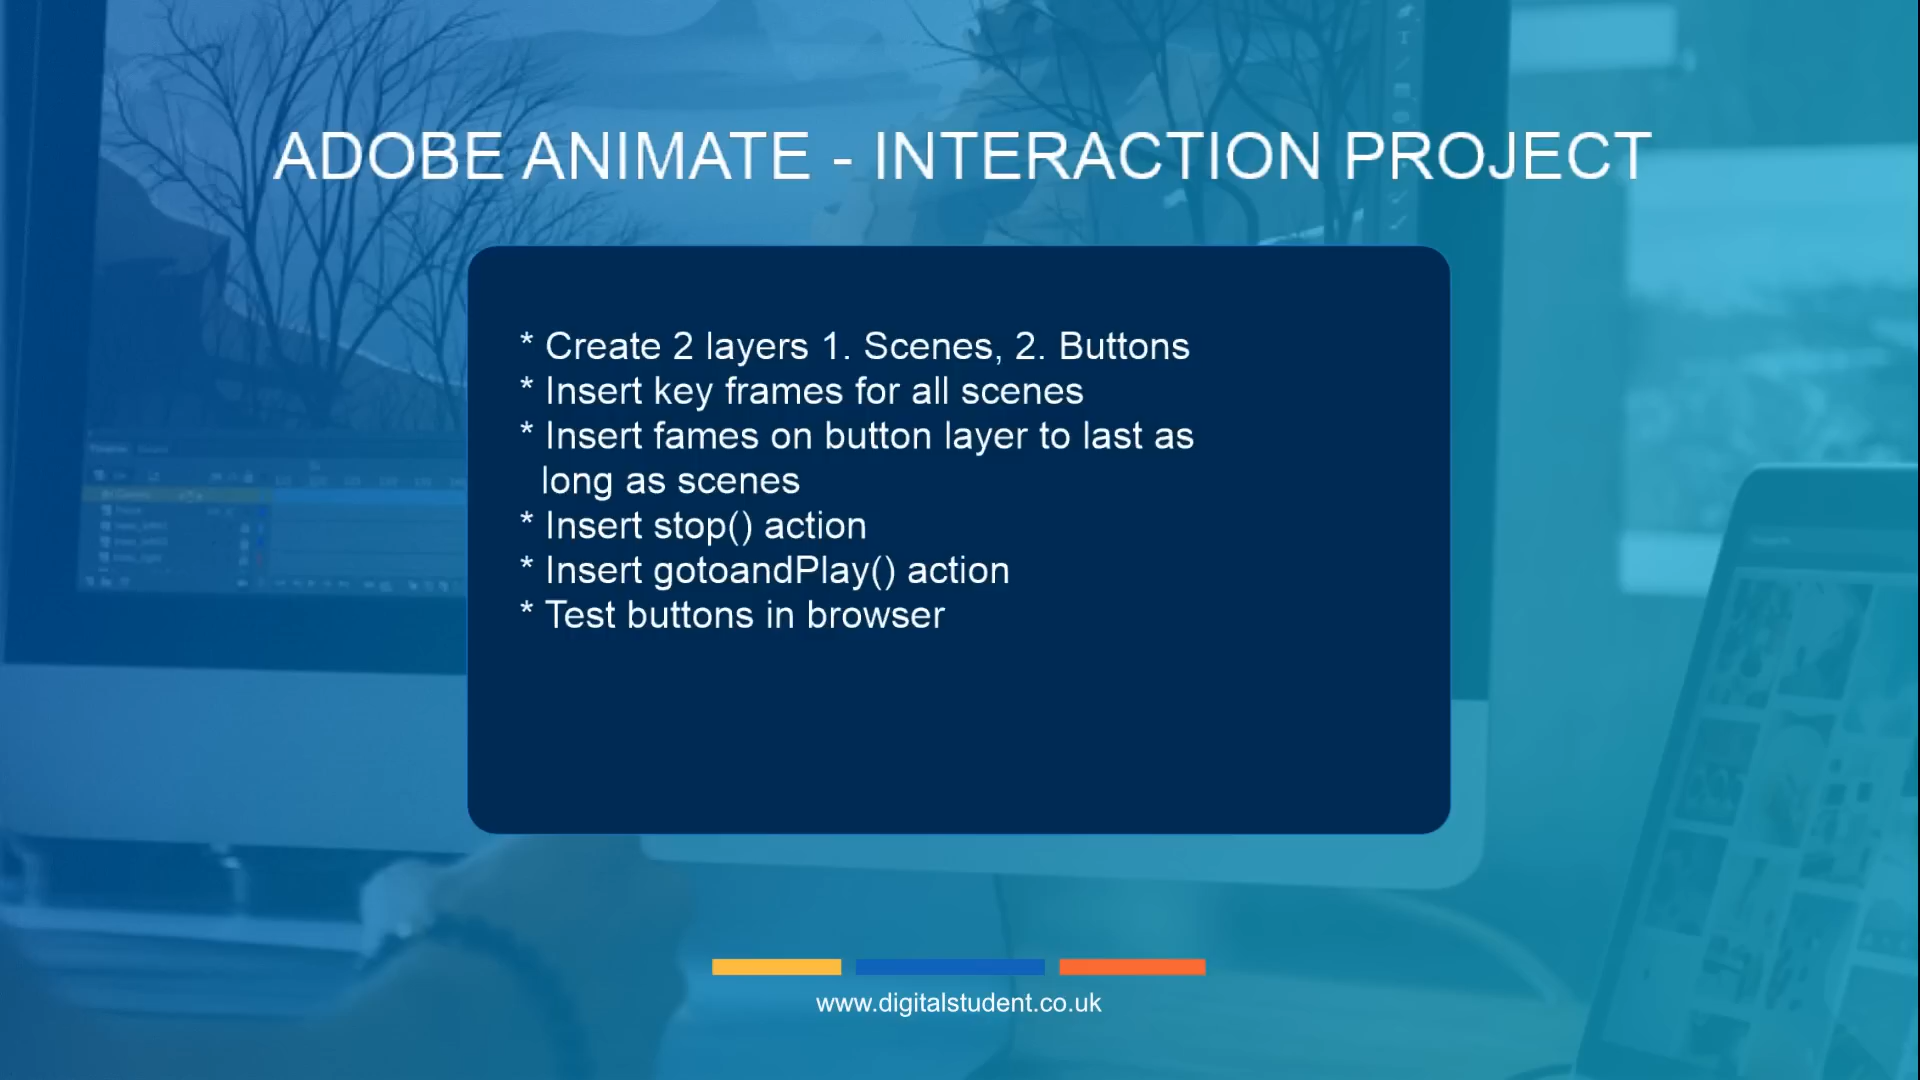 ADOBE ANIMATE - INTERACTION PROJECT
* Create 2 layers 1. Scenes, 2. Buttons
* Insert key frames for all scenes
* Insert fames on button layer to last as
long as scenes
* Insert stop() action
* Insert gotoandPlay() action
* Test buttons in browser
www.digitalstudent.co.uk